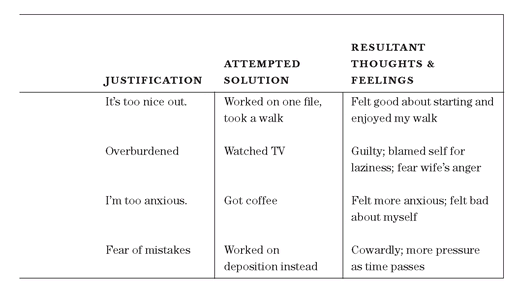 JUSTIFICATION
ATTEMPTED
SOLUTION
RESULTANT
THOUGHTS &
FEELINGS
It's too nice out.
Worked on one file,
took a walk
Felt good about starting and
enjoyed my walk
Overburdened
Watched TV
Guilty; blamed self for
laziness; fear wife's anger
I'm too anxious.
Got coffee
Felt more anxious; felt bad
about myself
Fear of mistakes
Worked on
deposition instead
Cowardly; more pressure
as time passes